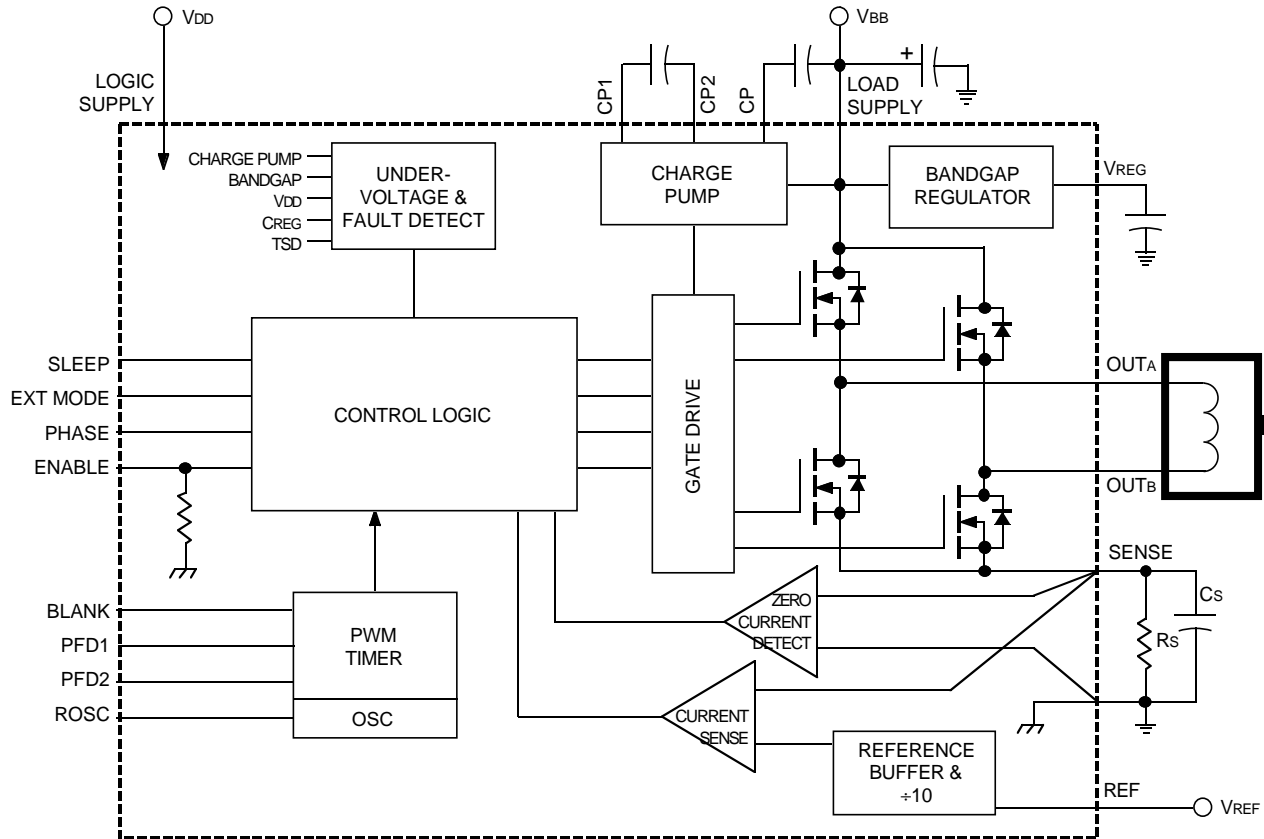 VDD
VBB
LOGIC
SUPPLY
CP1
CP2
CP
+
LOAD
SUPPLY
CHARGE PUMP
BANDGAP
VDD
CREG
TSD
UNDER-
VOLTAGE &
FAULT DETECT
CHARGE
PUMP
BANDGAP
REGULATOR
VREG
SLEEP
EXT MODE
PHASE
ENABLE
CONTROL LOGIC
GATE DRIVE
OUTA
OUTB
SENSE
CS
RS
BLANK
PFD1
PFD2
ROSC
PWM
TIMER
OSC
ZERO
CURRENT
DETECT
CURRENT
SENSE
REFERENCE
BUFFER &
÷10
REF
VREF